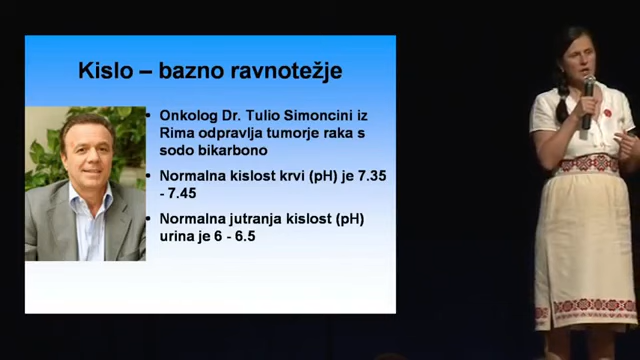 Kislo – bazno ravnotežje
• Onkolog Dr. Tulio Simoncini iz
Rima odpravlja tumorje raka s
sodo bikarbono
• Normalna kislost krvi (pH) je 7.35
- 7.45
• Normalna jutranja kislost (pH)
urina je 6 - 6.5